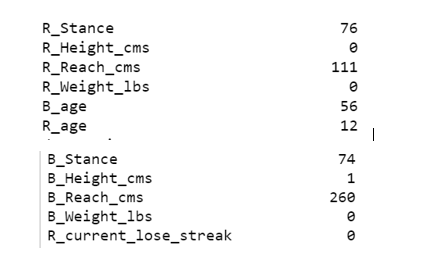 R_Stance 76
R_Height_cms 0
R_Reach_cms 111
R_Weight_lbs 0
B_age 56
R_age 12
B_Stance 74
B_Height_cms 1
B_Reach_cms 260
B_Weight_lbs 0
R_current_lose_streak 0